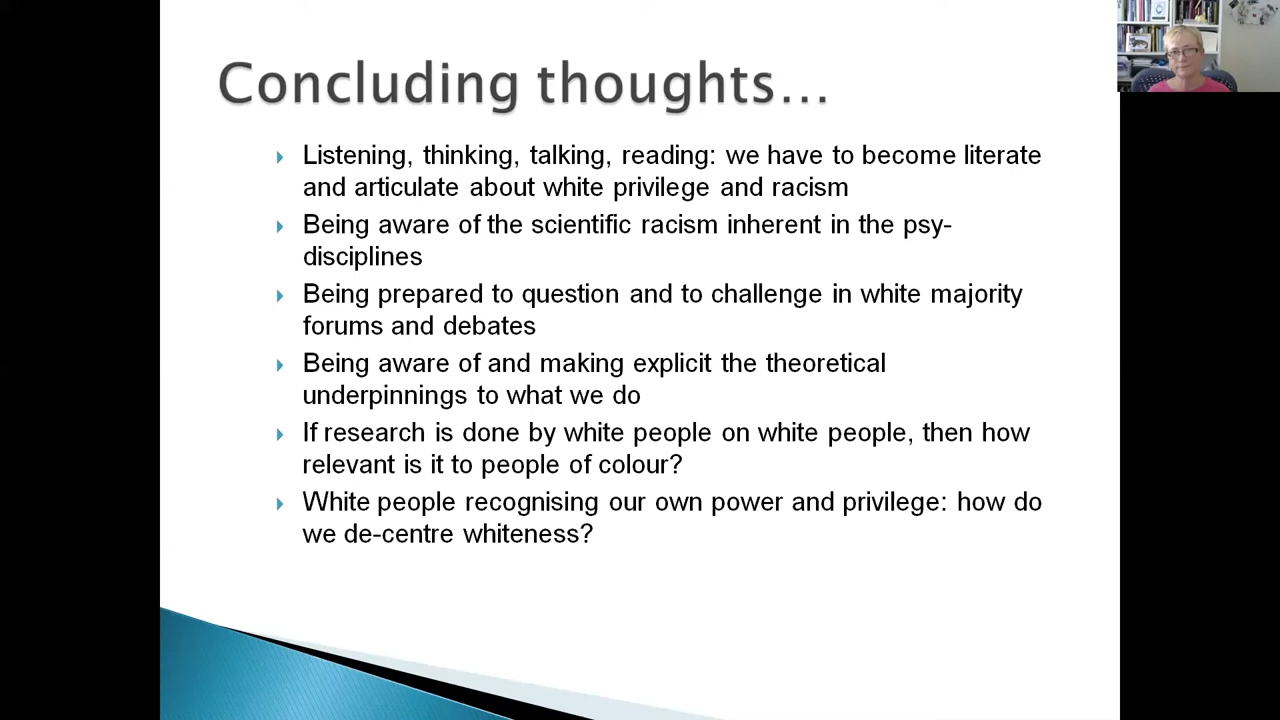 Concluding thoughts...
Listening, thinking, talking, reading: we have to become literate
and articulate about white privilege and racism
Being aware of the scientific racism inherent in the psy-
disciplines
Being prepared to question and to challenge in white majority
forums and debates
Being aware of and making explicit the theoretical
underpinnings to what we do
If research is done by white people on white people, then how
relevant is it to people of colour?
White people recognising our own power and privilege: how do
we de-centre whiteness?